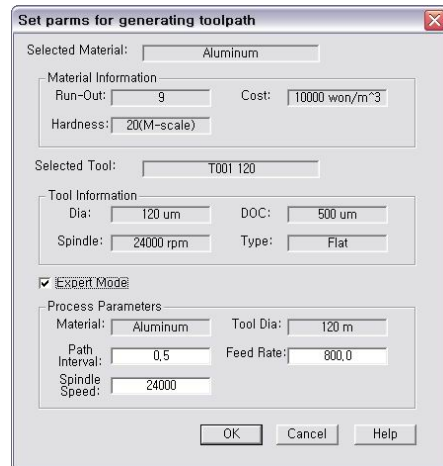 Set parms for generating toolpath
Selected Material: Aluminum
Material Information
Run-Out: 9 Cost: 10000 won/m^3
Hardness: 20(M-scale)
Selected Tool: T001 120
Tool Information
Dia: 120 um DOC: 500 um
Spindle: 24000 rpm Type: Flat
Expert Mode
Process Parameters
Material: Aluminum Tool Dia: 120 m
Path Interval: 0,5 Feed Rate: 800,0
Spindle Speed: 24000
OK Cancel Help